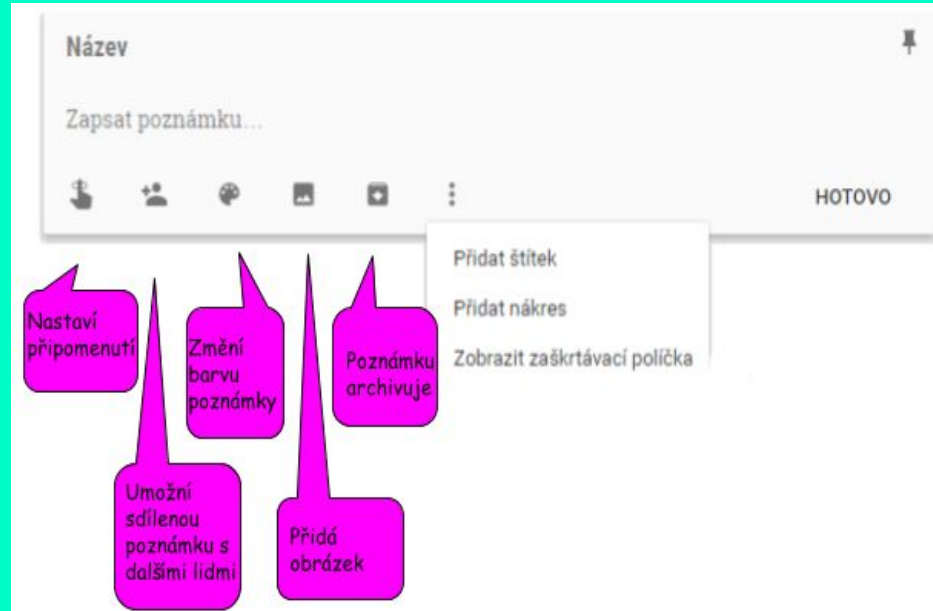 Název
Zapsat poznámku...
HOTOVO
Přidat štítek
Přidat nákres
Zobrazit zaškrtávací políčka
Nastaví
připomenutí
Umožní
sdílenou
poznámku s
dalšími lidmi
Změní
barvu
poznámky
Přidá
obrázek
Poznámku
archivuje